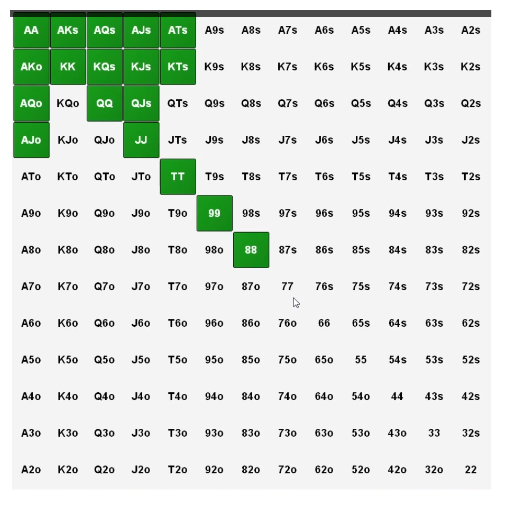 AA AKs AQs AJs ATs A9s A8s A7s A6s A5s A4s A3s A2s
AKo KK KQs KJs KTs K9s K8s K7s K6s K5s K4s K3s K2s
AQo KQo QQ QJs QTs Q9s Q8s Q7s Q6s Q5s Q4s Q3s Q2s
AJo KJo QJo JJ JTs J9s J8s J7s J6s J5s J4s J3s J2s
ATo KTo QTo JTo TT T9s T8s T7s T6s T5s T4s T3s T2s
A9o K9o Q9o J9o T9o 99 98s 97s 96s 95s 94s 93s 92s
A8o K8o Q8o J8o T8o 98o 88 87s 86s 85s 84s 83s 82s
A7o K7o Q7o J7o T7o 97o 87o 77 76s 75s 74s 73s 72s
A6o K6o Q6o J6o T6o 96o 86o 76o 66 65s 64s 63s 62s
A5o K5o Q5o J5o T5o 95o 85o 75o 65o 55 54s 53s 52s
A4o K4o Q4o J4o T4o 94o 84o 74o 64o 54o 44 43s 42s
A3o K3o Q3o J3o T3o 93o 83o 73o 63o 53o 43o 33 32s
A2o K2o Q2o J2o T2o 92o 82o 72o 62o 52o 42o 32o 22